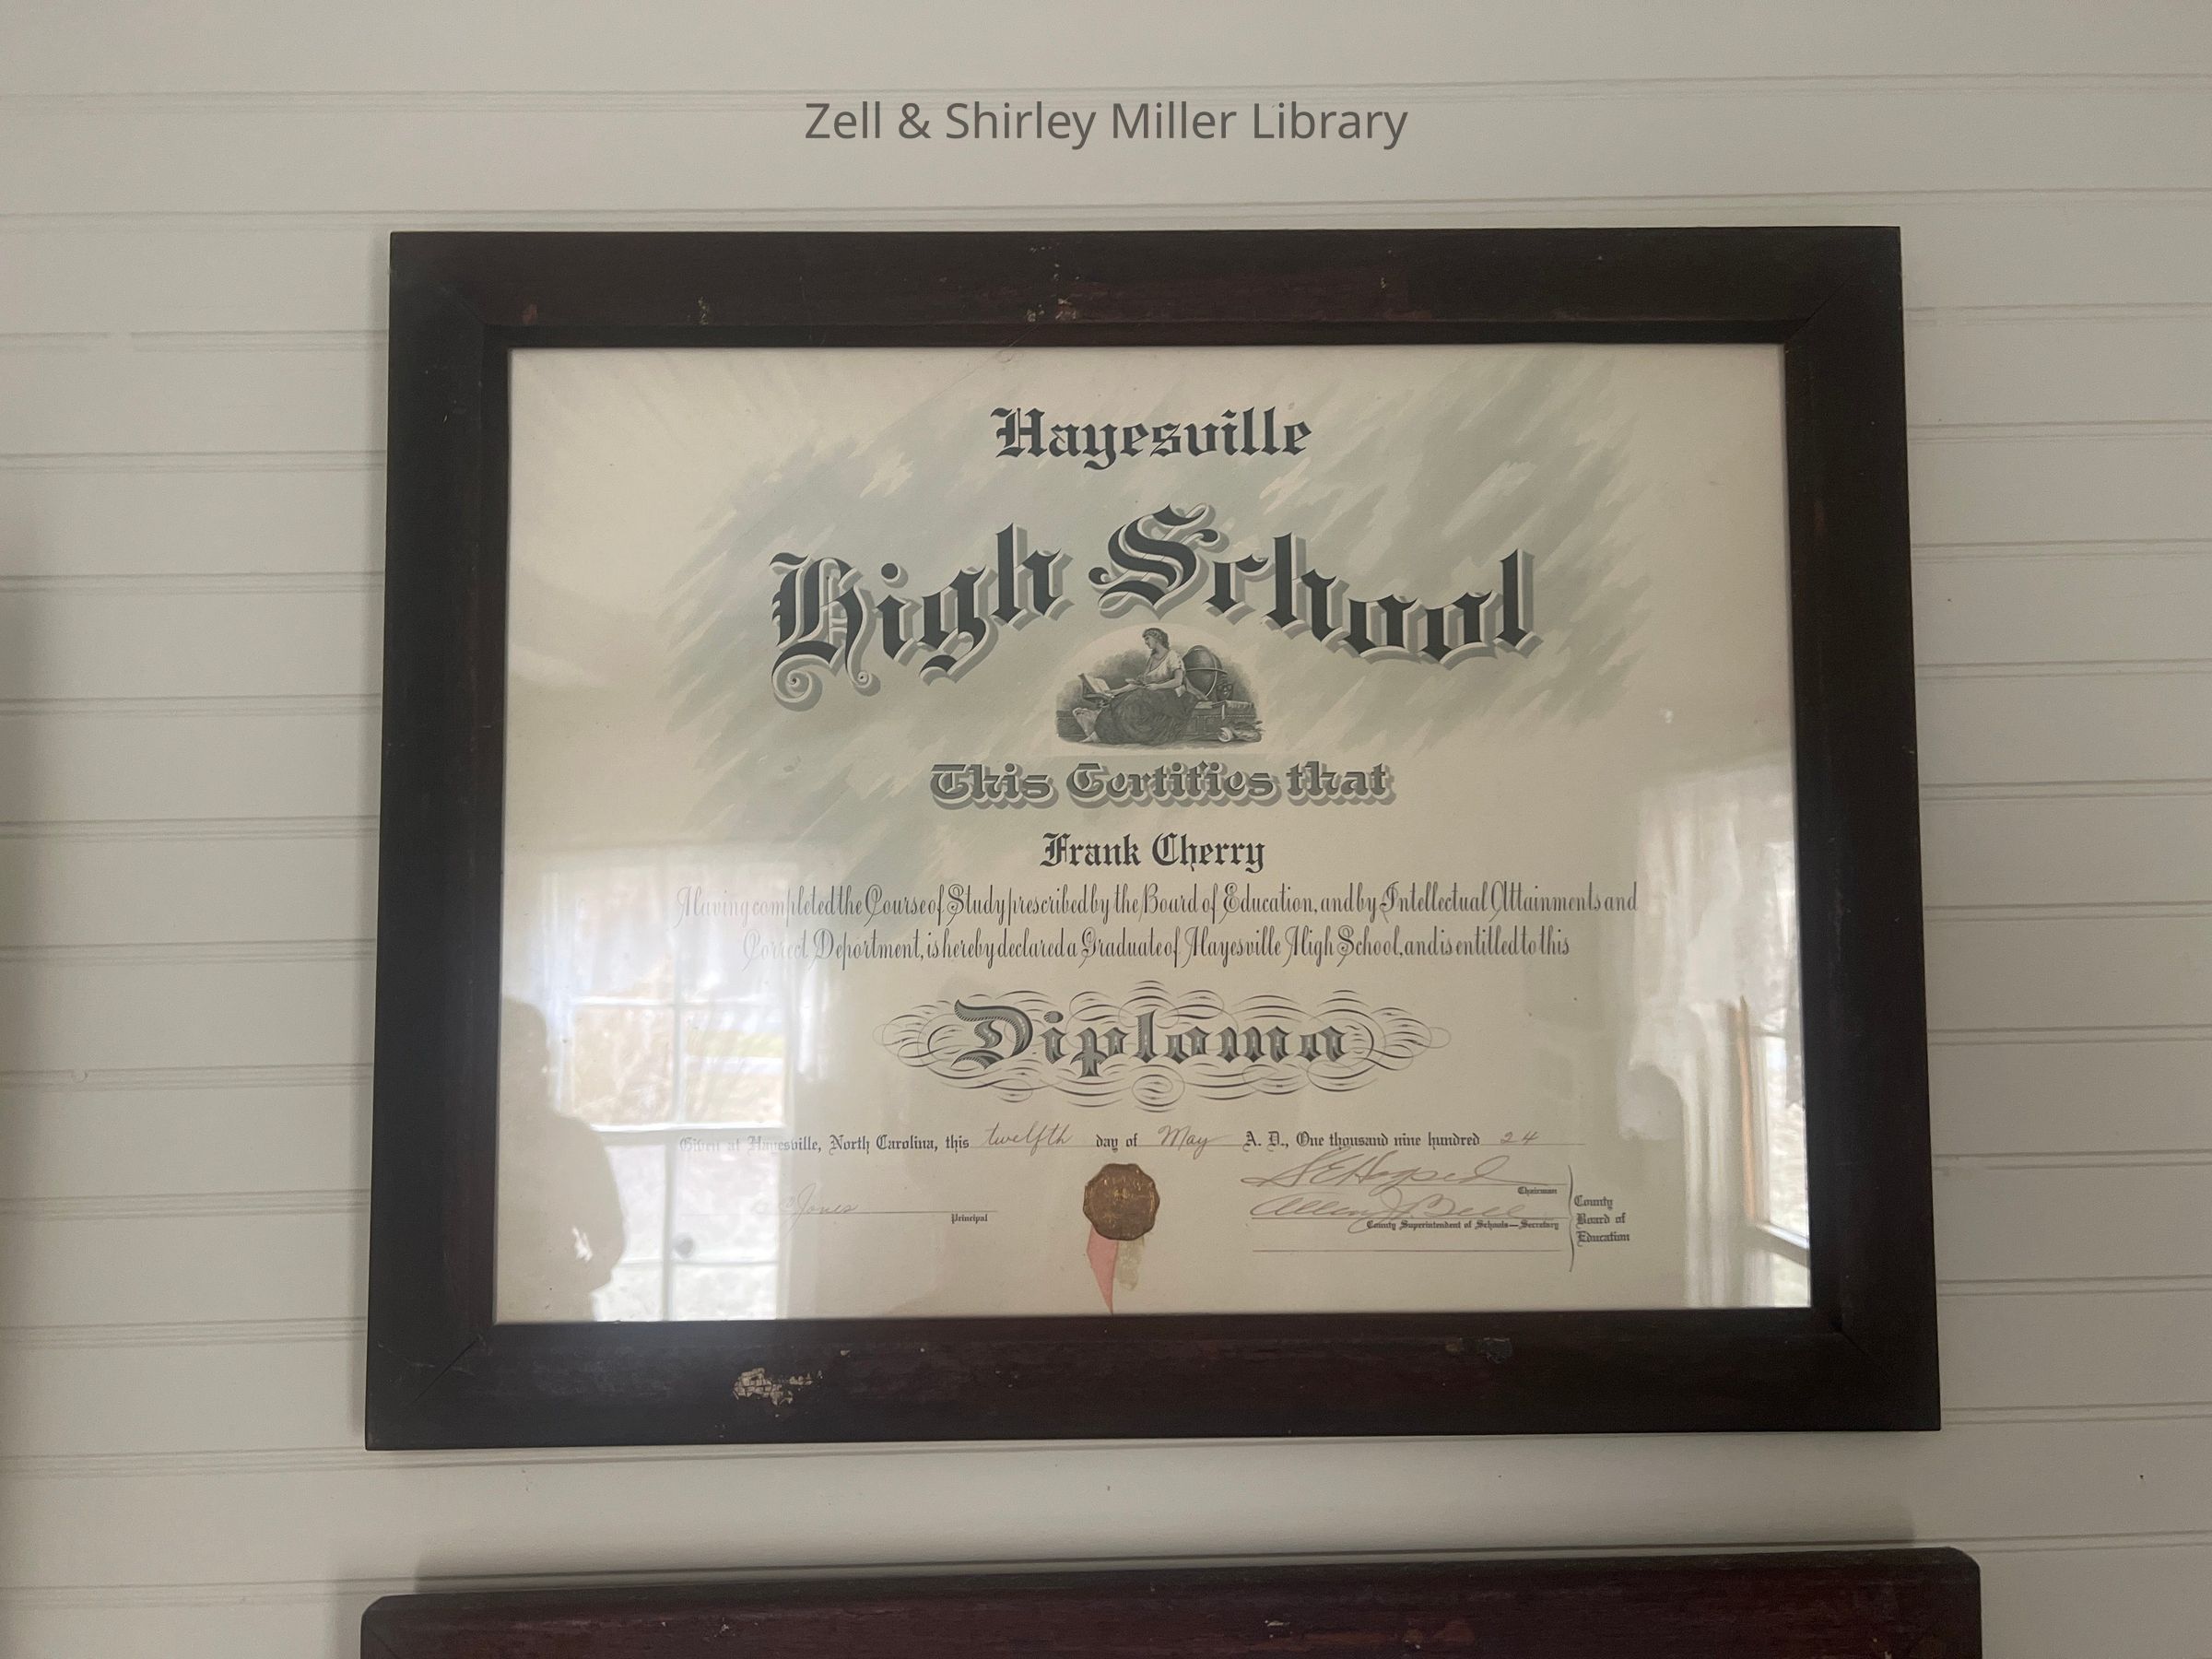 Zell & Shirley Miller Library
Hayesville
High School
This Certifies that
Frank Cherry
Having completed the Course of Study prescribed by the Board of Education, and by Intellectual Attainments and
Correct Deportment, is hereby declared a Graduate of Hayesville High School, and is entitled to this
Diploma
Given at Hayesville, North Carolina, this twelfth day of May A. D., One thousand nine hundred 24
Jones
Principal
Chairman
Allen J. Bell
County Superintendent of Schools—Secretary
County
Board of
Education